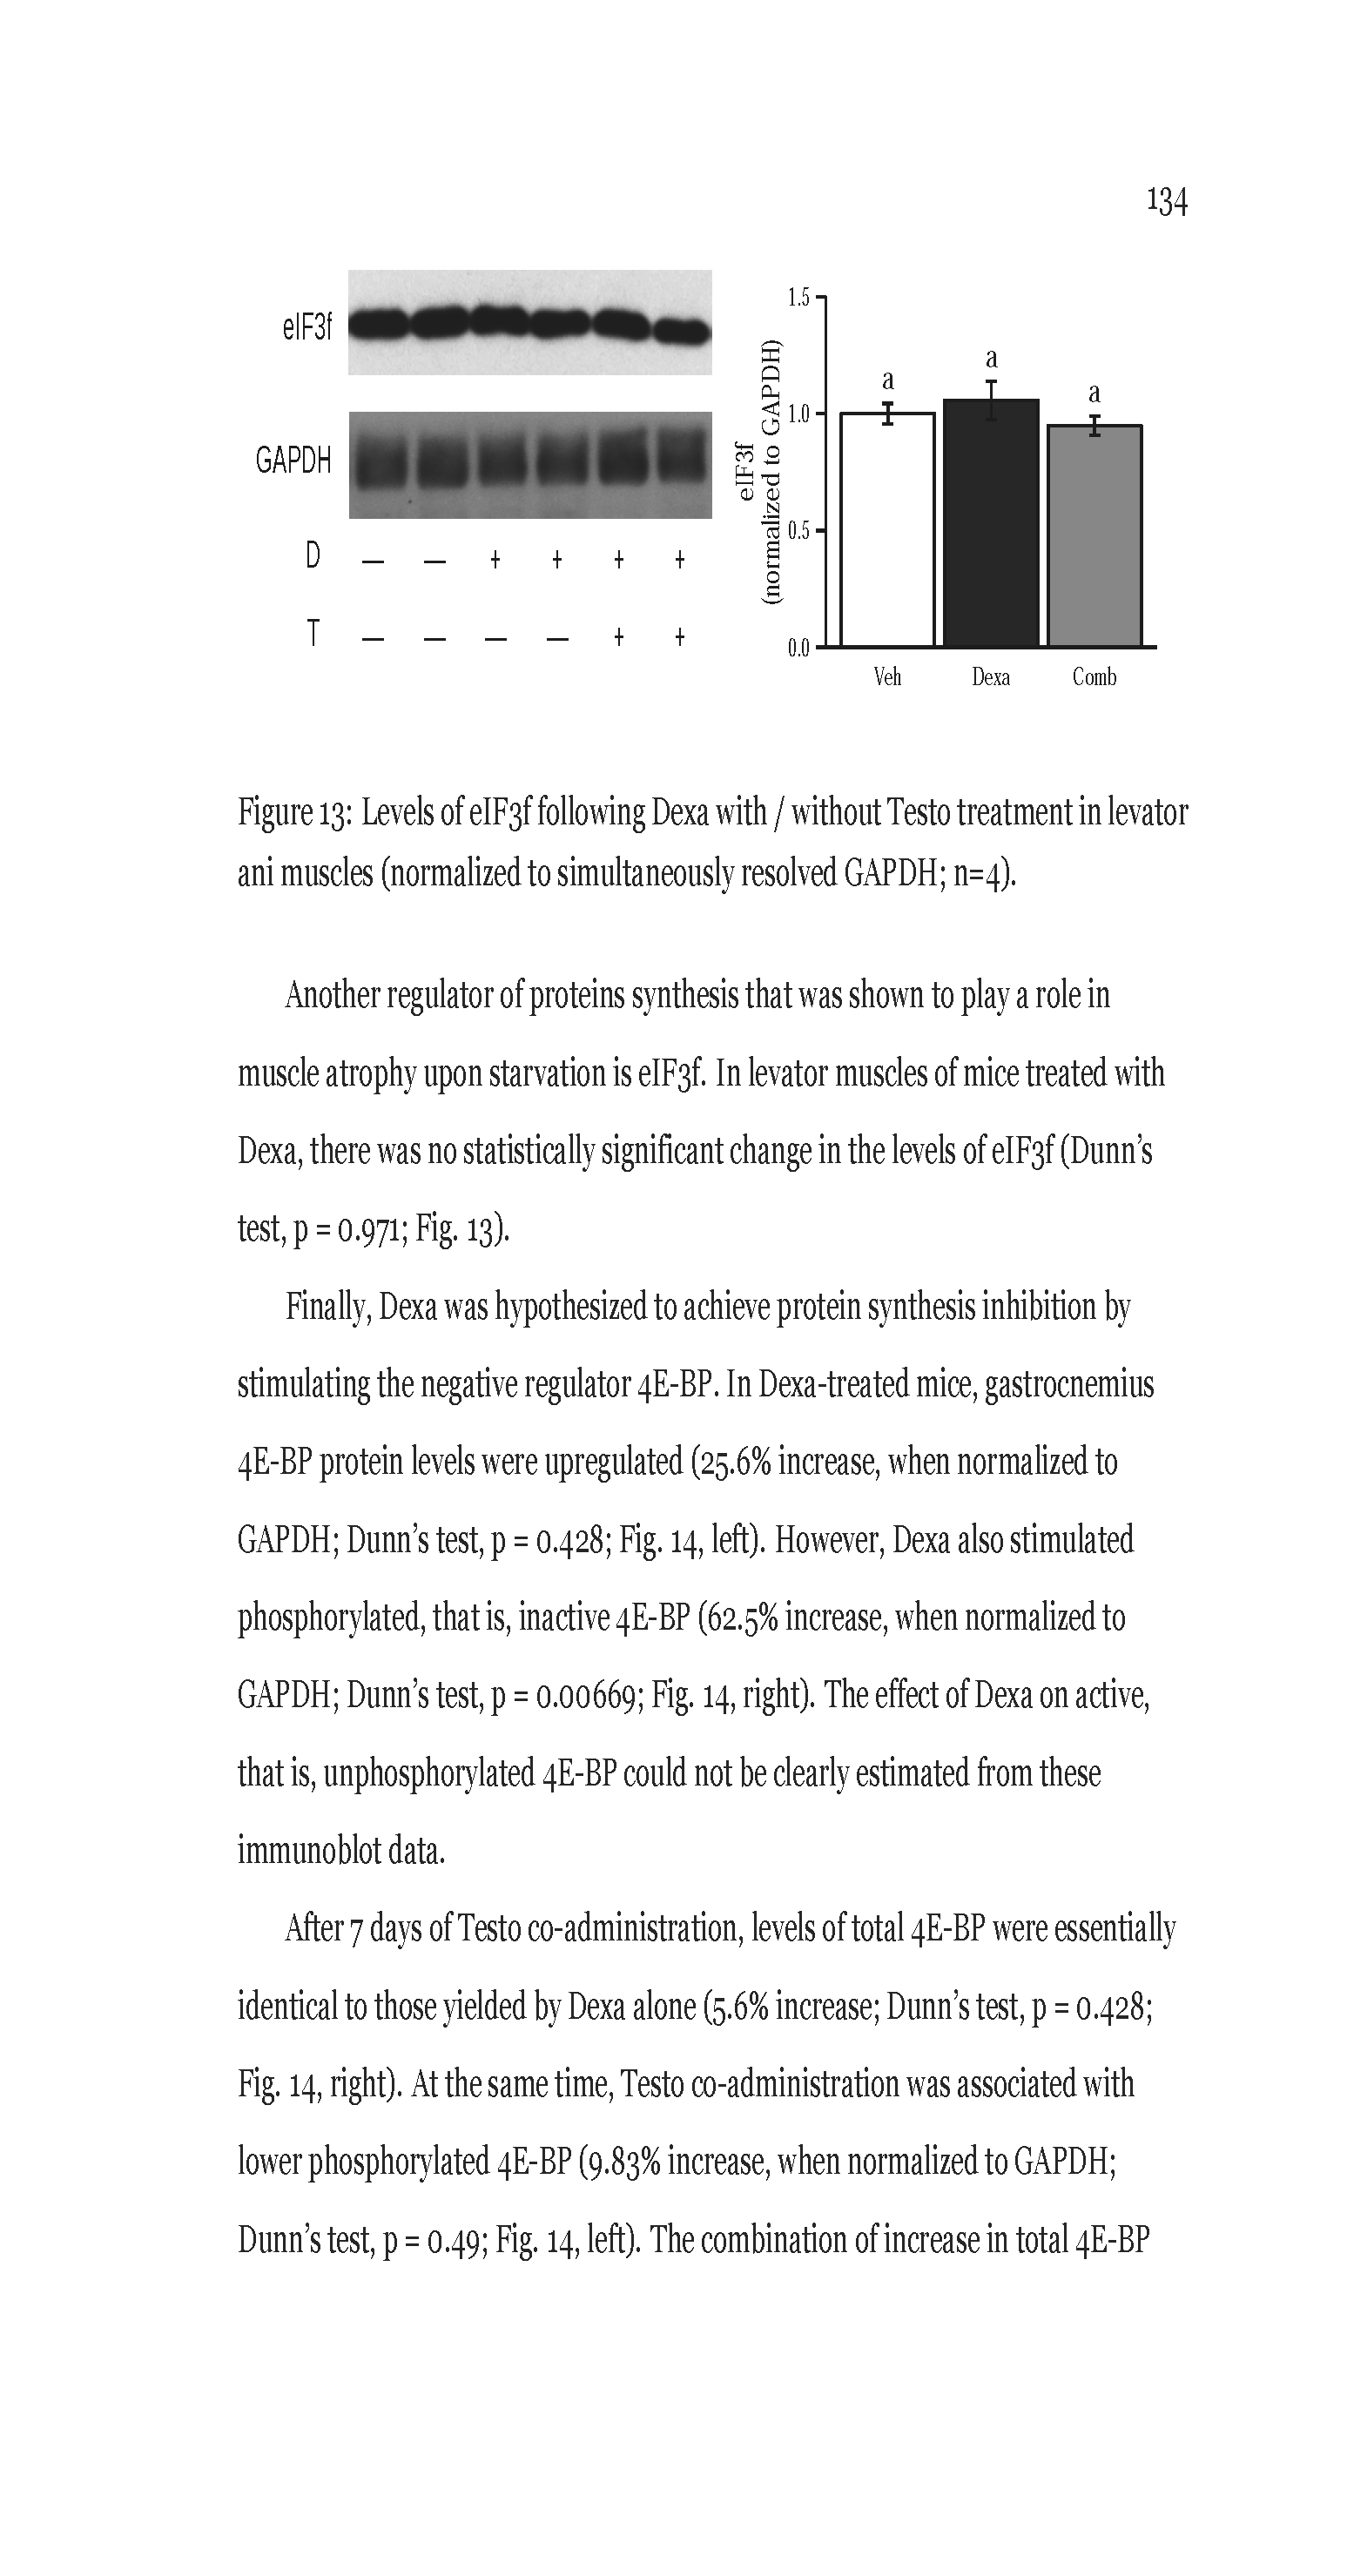 134
eIF3f
GAPDH
D — — + + + +
T — — — — + +
eIF3f
(normalized to GAPDH)
1.5
1.0
0.5
0.0
a
a
a
Veh Dexa Comb
Figure 13: Levels of eIF3f following Dexa with / without Testo treatment in levator
ani muscles (normalized to simultaneously resolved GAPDH; n=4).
Another regulator of proteins synthesis that was shown to play a role in
muscle atrophy upon starvation is eIF3f. In levator muscles of mice treated with
Dexa, there was no statistically significant change in the levels of eIF3f (Dunn’s
test, p = 0.971; Fig. 13).
Finally, Dexa was hypothesized to achieve protein synthesis inhibition by
stimulating the negative regulator 4E-BP. In Dexa-treated mice, gastrocnemius
4E-BP protein levels were upregulated (25.6% increase, when normalized to
GAPDH; Dunn’s test, p = 0.428; Fig. 14, left). However, Dexa also stimulated
phosphorylated, that is, inactive 4E-BP (62.5% increase, when normalized to
GAPDH; Dunn’s test, p = 0.00669; Fig. 14, right). The effect of Dexa on active,
that is, unphosphorylated 4E-BP could not be clearly estimated from these
immunoblot data.
After 7 days of Testo co-administration, levels of total 4E-BP were essentially
identical to those yielded by Dexa alone (5.6% increase; Dunn’s test, p = 0.428;
Fig. 14, right). At the same time, Testo co-administration was associated with
lower phosphorylated 4E-BP (9.83% increase, when normalized to GAPDH;
Dunn’s test, p = 0.49; Fig. 14, left). The combination of increase in total 4E-BP